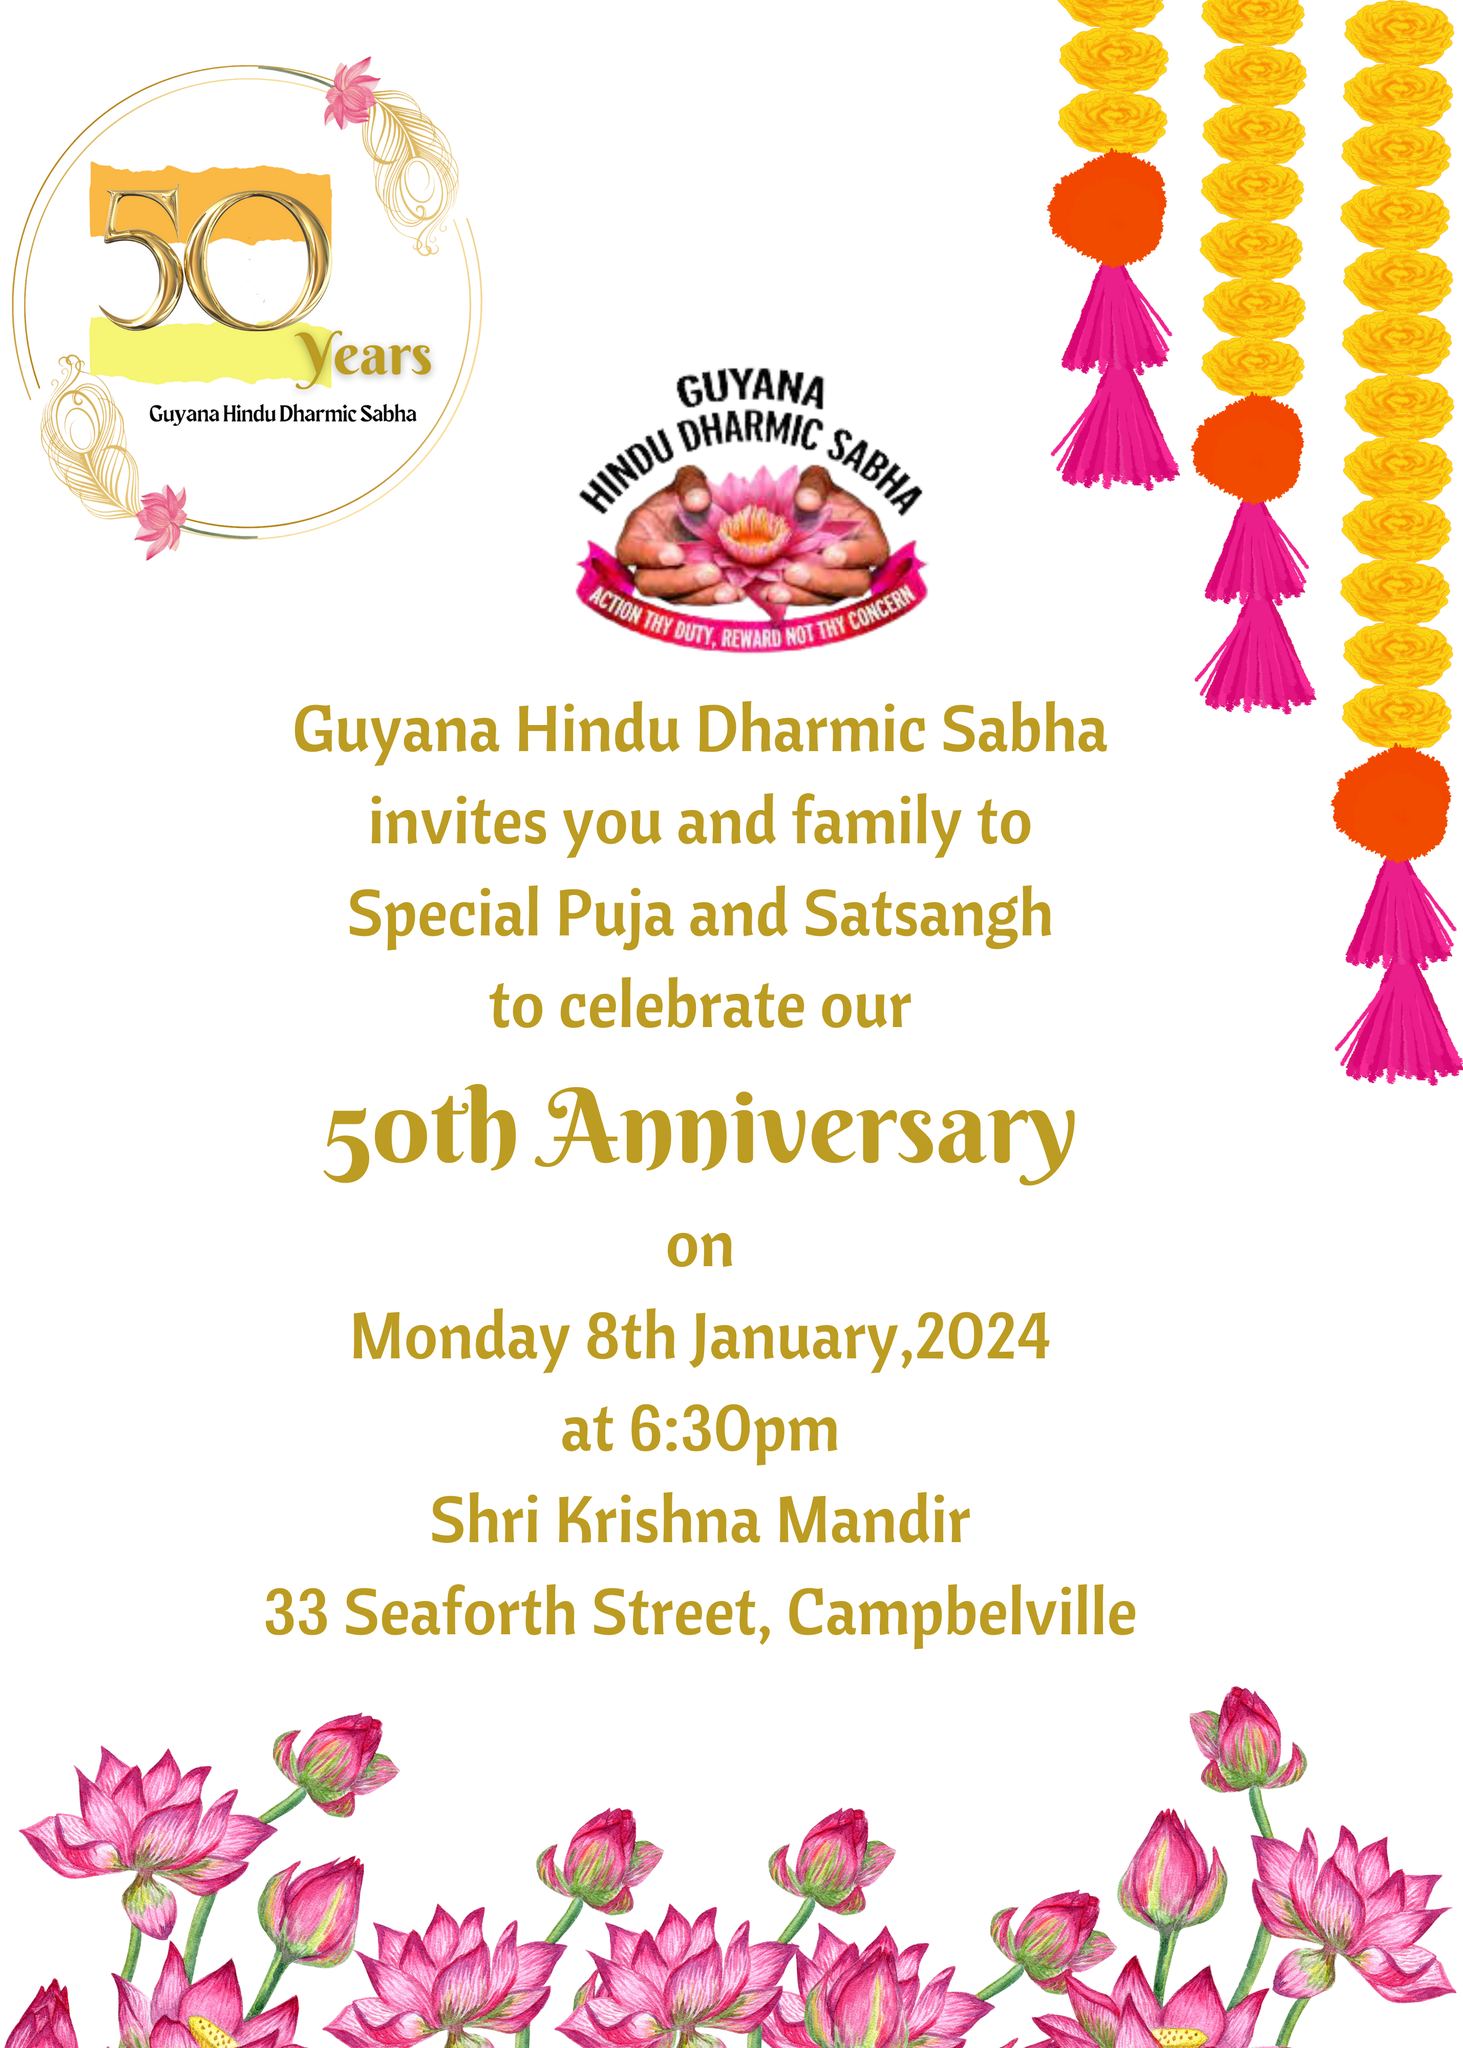 50
Years
Guyana Hindu Dharmic Sabha
GUYANA
HINDU DHARMIC SABHA
ACTION THY DUTY, REWARD NOT THY CONCERN
Guyana Hindu Dharmic Sabha
invites you and family to
Special Puja and Satsangh
to celebrate our
50th Anniversary
on
Monday 8th January,2024
at 6:30pm
Shri Krishna Mandir
33 Seaforth Street, Campbelville